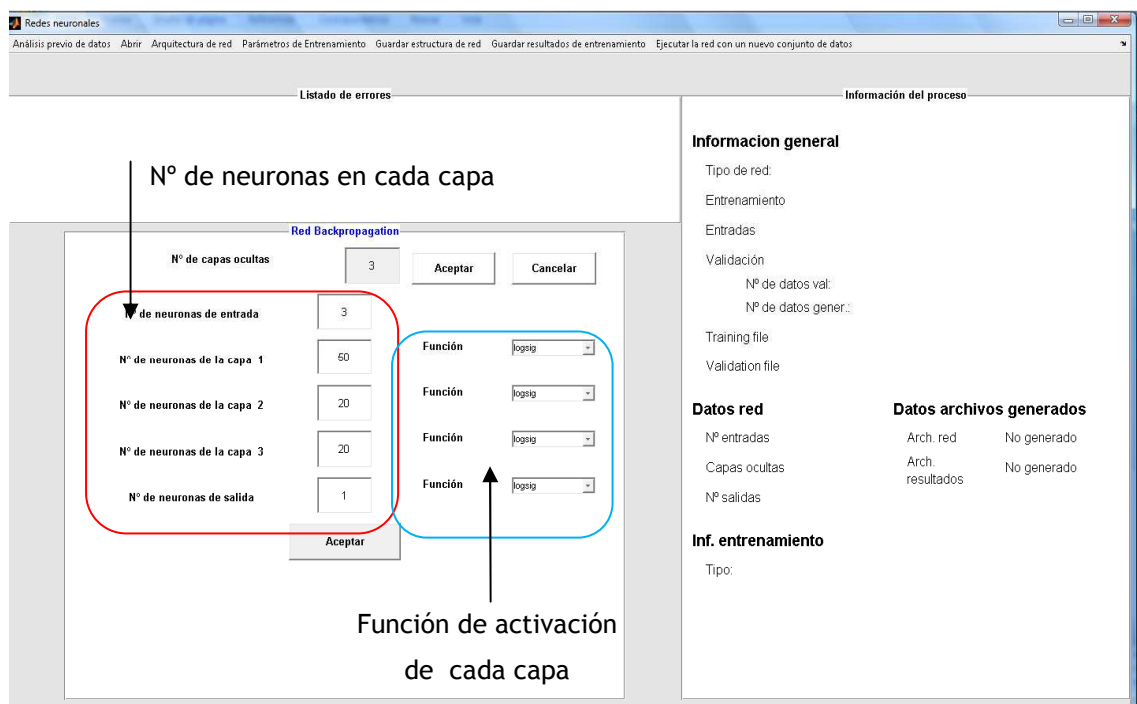 Redes neuronales
Análisis previo de datos Abrir Arquitectura de red Parámetros de Entrenamiento Guardar estructura de red Guardar resultados de entrenamiento Ejecutar la red con un nuevo conjunto de datos
Listado de errores
Nº de neuronas en cada capa
Red Backpropagation
Nº de capas ocultas 3 Aceptar Cancelar
Nº de neuronas de entrada 3
Nº de neuronas de la capa 1 50 Función logsig
Nº de neuronas de la capa 2 20 Función logsig
Nº de neuronas de la capa 3 20 Función logsig
Nº de neuronas de salida 1 Función logsig
Aceptar
Función de activación
de cada capa
Información del proceso
Informacion general
Tipo de red:
Entrenamiento
Entradas
Validación
Nº de datos val:
Nº de datos gener.:
Training file
Validation file
Datos red
Nº entradas
Capas ocultas
Nº salidas
Datos archivos generados
Arch. red No generado
Arch.
resultados No generado
Inf. entrenamiento
Tipo: